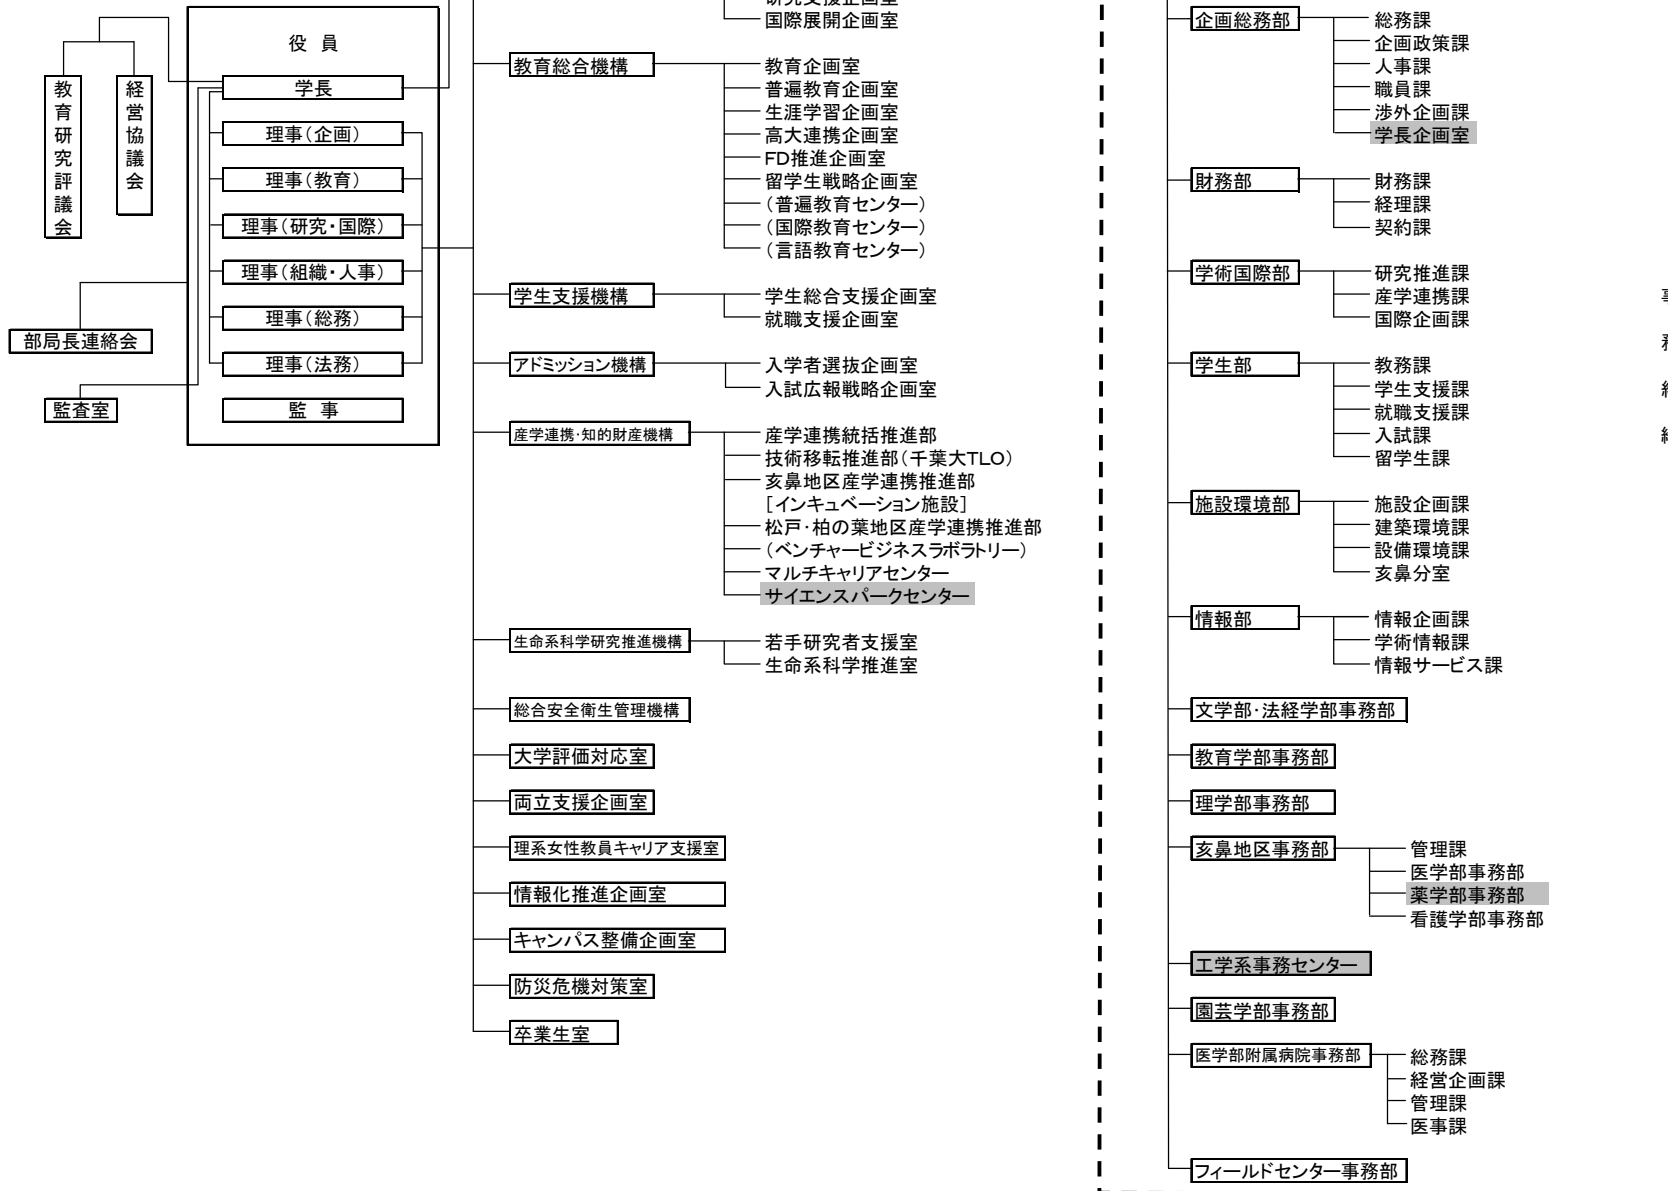 国際展開企画室
役 員
学長
理事(企画)
理事(教育)
理事(研究・国際)
理事(組織・人事)
理事(総務)
理事(法務)
監 事
教育研究評議会
経営協議会
部局長連絡会
監査室
教育総合機構
教育企画室
普遍教育企画室
生涯学習企画室
高大連携企画室
FD推進企画室
留学生戦略企画室
(普遍教育センター)
(国際教育センター)
(言語教育センター)
学生支援機構
学生総合支援企画室
就職支援企画室
アドミッション機構
入学者選抜企画室
入試広報戦略企画室
産学連携・知的財産機構
産学連携統括推進部
技術移転推進部(千葉大TLO)
亥鼻地区産学連携推進部
[インキュベーション施設]
松戸・柏の葉地区産学連携推進部
(ベンチャービジネスラボラトリー)
マルチキャリアセンター
サイエンスパークセンター
生命系科学研究推進機構
若手研究者支援室
生命系科学推進室
総合安全衛生管理機構
大学評価対応室
両立支援企画室
理系女性教員キャリア支援室
情報化推進企画室
キャンパス整備企画室
防災危機対策室
卒業生室
企画総務部
総務課
企画政策課
人事課
職員課
渉外企画課
学長企画室
財務部
財務課
経理課
契約課
学術国際部
研究推進課
産学連携課
国際企画課
学生部
教務課
学生支援課
就職支援課
入試課
留学生課
施設環境部
施設企画課
建築環境課
設備環境課
亥鼻分室
情報部
情報企画課
学術情報課
情報サービス課
文学部・法経学部事務部
教育学部事務部
理学部事務部
亥鼻地区事務部
管理課
医学部事務部
薬学部事務部
看護学部事務部
工学系事務センター
園芸学部事務部
医学部附属病院事務部
総務課
経営企画課
管理課
医事課
フィールドセンター事務部